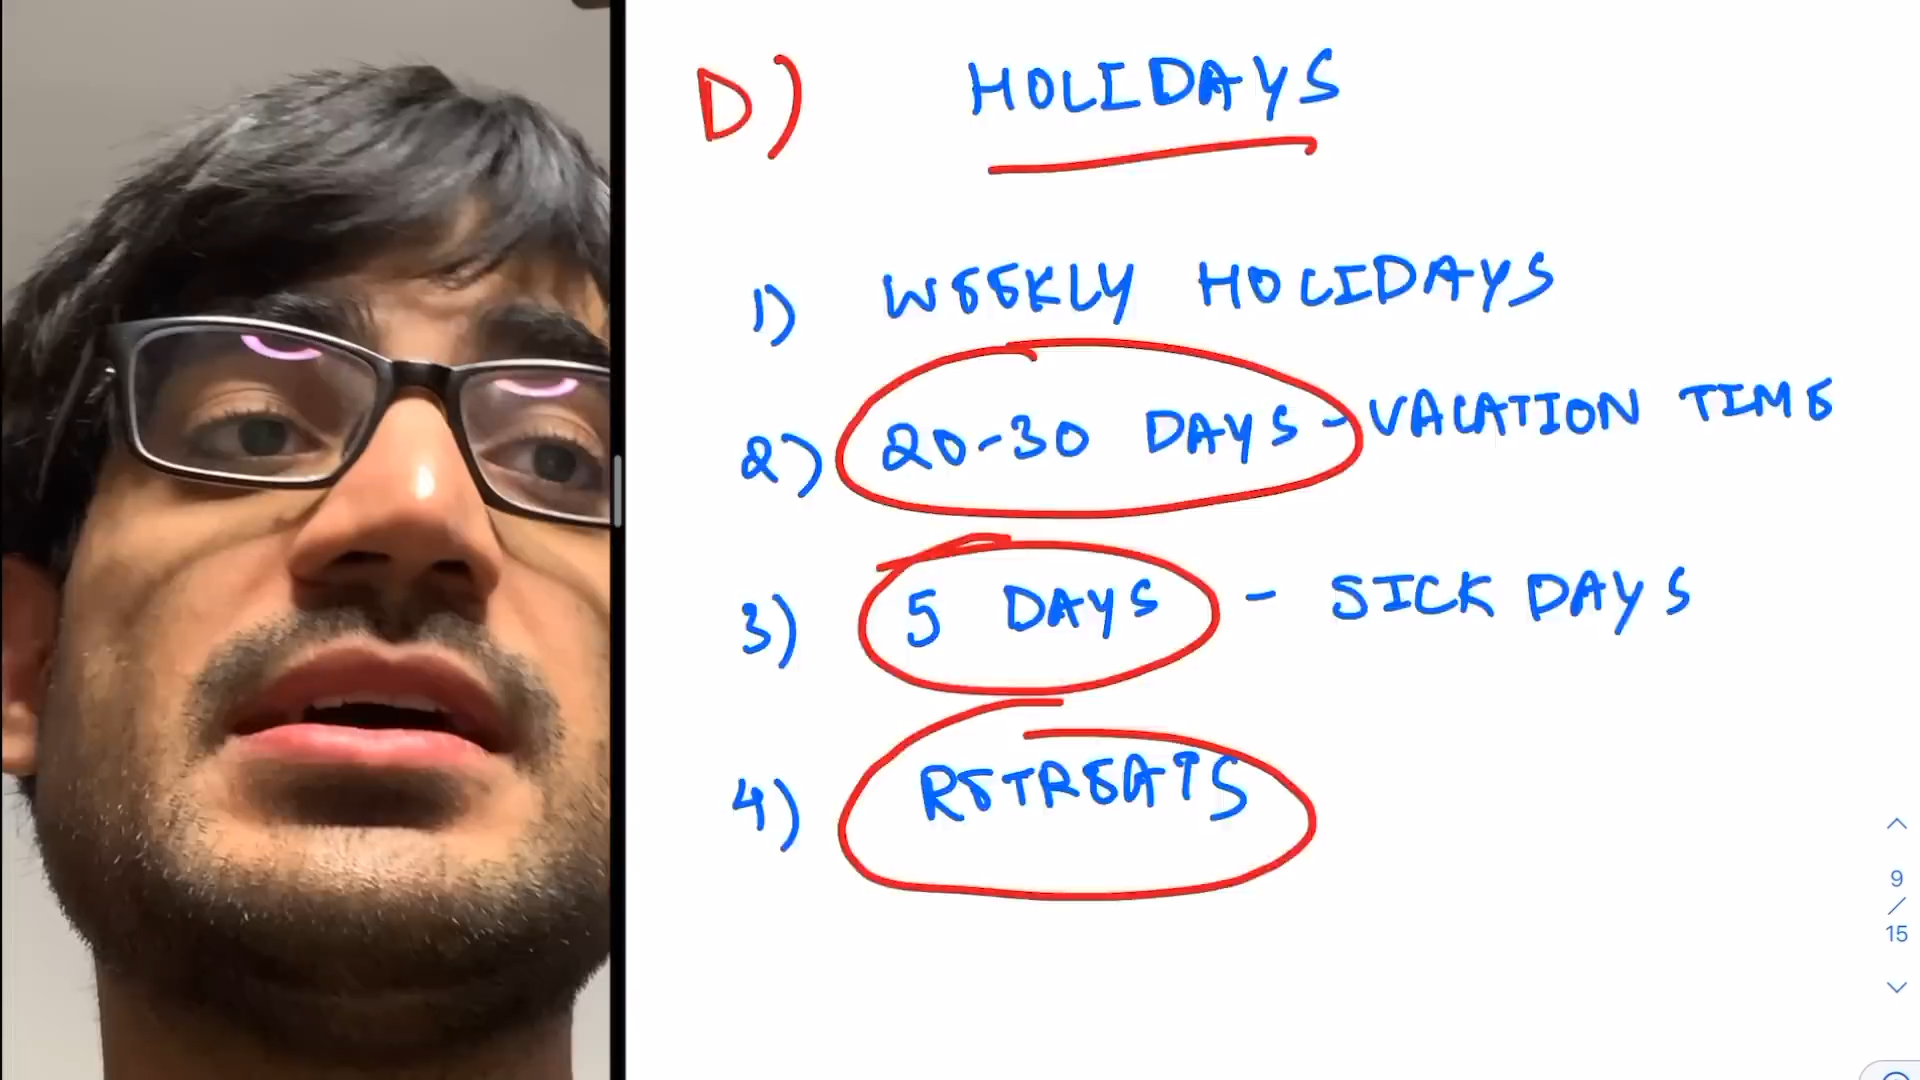 D) HOLIDAYS
1) WEEKLY HOLIDAYS
2) 20-30 DAYS - VACATION TIME
3) 5 DAYS - SICK DAYS
4) RETREATS
9
/
15